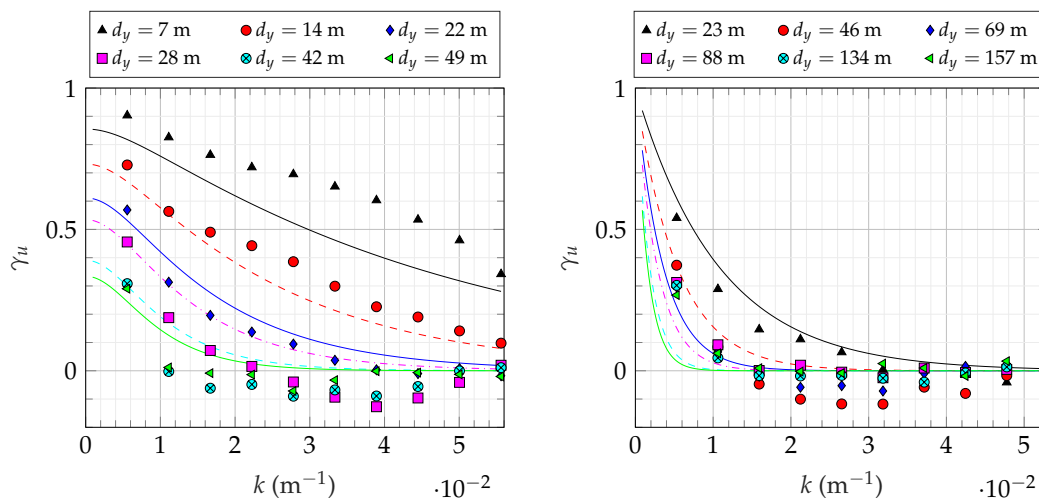 d_y = 7 m d_y = 14 m d_y = 22 m
d_y = 28 m d_y = 42 m d_y = 49 m
1
0.5
0
γ_u
0 1 2 3 4 5
k (m⁻¹) ·10⁻²
d_y = 23 m d_y = 46 m d_y = 69 m
d_y = 88 m d_y = 134 m d_y = 157 m
1
0.5
0
γ_u
0 1 2 3 4 5
k (m⁻¹) ·10⁻²